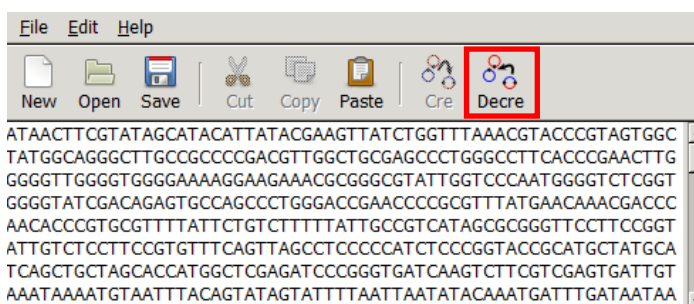 File Edit Help
New Open Save Cut Copy Paste Cre Decre
ATAACTTCGTATAGCATACATTATACGAAGTTATCTGGTTTAAACGTACCCGTAGTGGC
TATGGCAGGGCTTGCCGCCCCGACGTTGGCTGCGAGCCCTGGGCCTTCACCCGAACTTG
GGGGTTGGGGTGGGGAAAAGGAAGAAACGCGGGCGTATTGGTCCCAATGGGGTCTCGGT
GGGGTATCGACAGAGTGCCAGCCCTGGGACCGAACCCCGCGTTTATGAACAAACGACCC
AACACCCGTGCGTTTTATTCTGTCTTTTTATTGCCGTCATAGCGCGGGTTCCTTCCGGT
ATTGTCTCCTTCCGTGTTTCAGTTAGCCTCCCCCATCTCCCGGTACCGCATGCTATGCA
TCAGCTGCTAGCACCATGGCTCGAGATCCCGGGTGATCAAGTCTTCGTCGAGTGATTGT
AAATAAAATGTAATTTACAGTATAGTATTTTAATTAATATACAAATGATTTGATAATAA